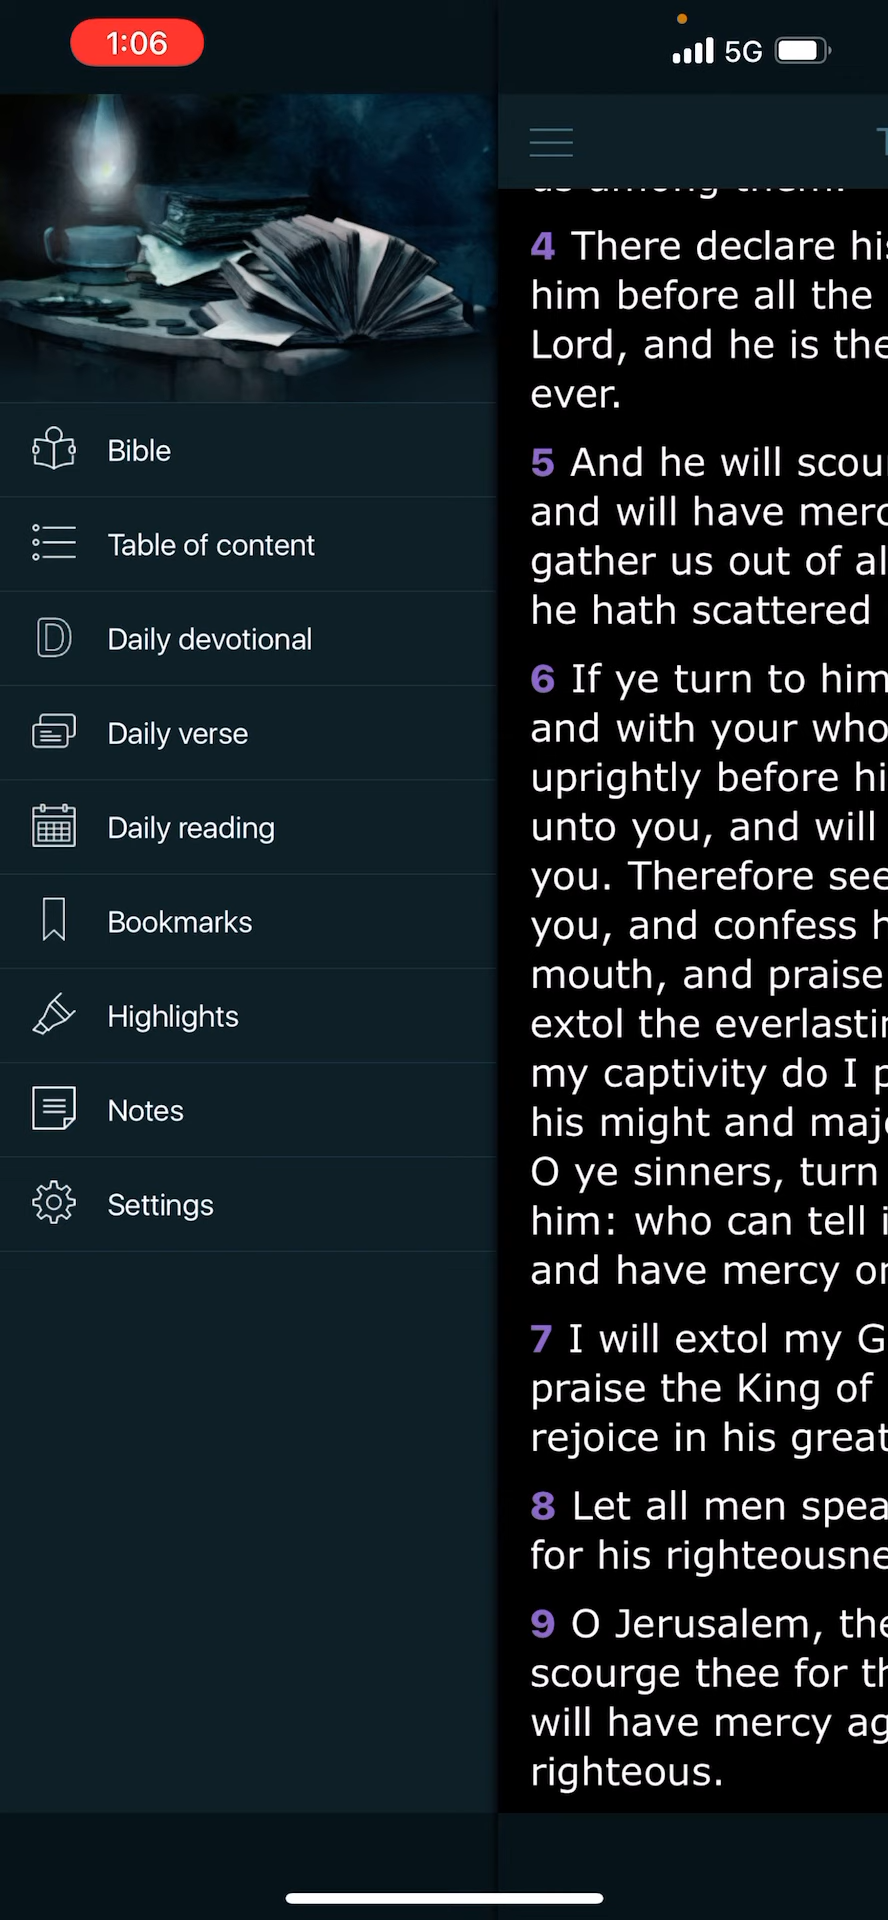 1:06
5G
Bible
Table of content
Daily devotional
Daily verse
Daily reading
Bookmarks
Highlights
Notes
Settings
us among them.
4 There declare
him before all the
Lord, and he is
ever.
5 And he will
and will have
gather us out of
he hath scattered
6 If ye turn to him
and with your
uprightly before
unto you, and will
you. Therefore
you, and confess
mouth, and praise
extol the
my captivity do I
his might and
O ye sinners, turn
him: who can tell
and have mercy
7 I will extol my
praise the King of
rejoice in his
8 Let all men
for his
9 O Jerusalem,
scourge thee for
will have mercy
righteous.